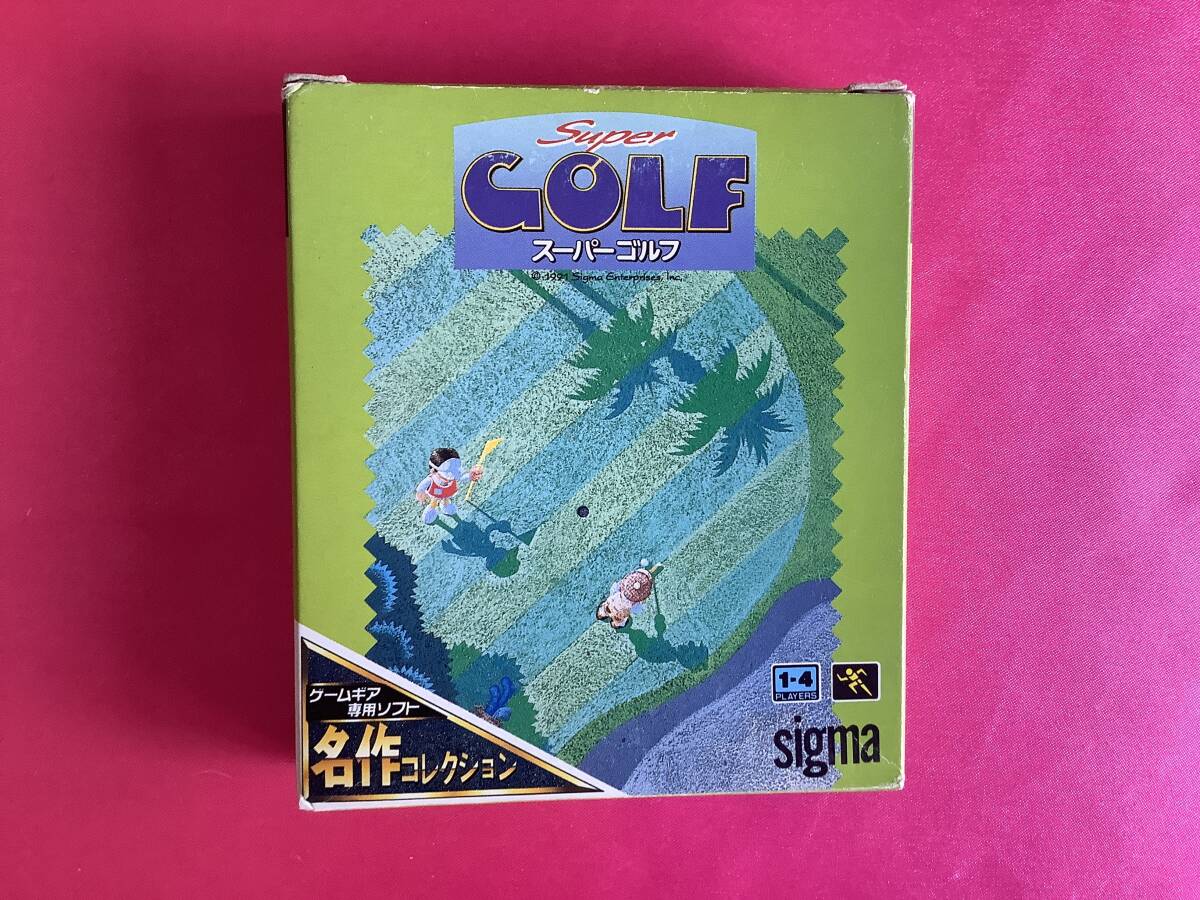 Super
GOLF
スーパーゴルフ
© 1991 Sigma Enterprises, Inc.
ゲームギア
専用ソフト
名作コレクション
1-4
PLAYERS
sigma